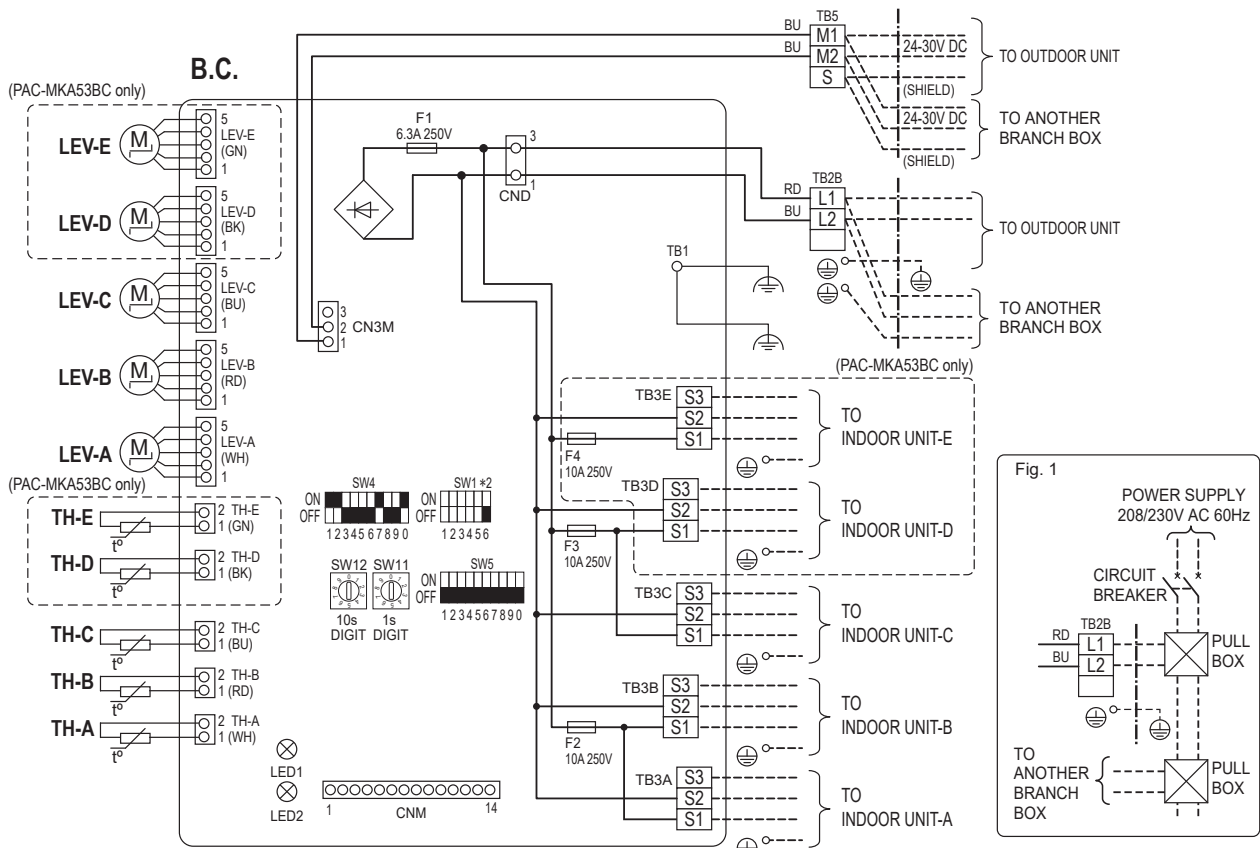 B.C.
BU
TB5
M1
24-30V DC
BU
M2
S
(SHIELD)
TO OUTDOOR UNIT
24-30V DC
(SHIELD)
TO ANOTHER
BRANCH BOX
TB2B
RD
L1
BU
L2
TO OUTDOOR UNIT
TO ANOTHER
BRANCH BOX
(PAC-MKA53BC only)
LEV-E
M
5
LEV-E
(GN)
1
LEV-D
M
5
LEV-D
(BK)
1
LEV-C
M
5
LEV-C
(BU)
1
LEV-B
M
5
LEV-B
(RD)
1
LEV-A
M
5
LEV-A
(WH)
1
F1
6.3A 250V
3
1
CND
TB1
3
2
1
CN3M
(PAC-MKA53BC only)
TH-E
t°
2 TH-E
1 (GN)
TH-D
t°
2 TH-D
1 (BK)
TH-C
t°
2 TH-C
1 (BU)
TH-B
t°
2 TH-B
1 (RD)
TH-A
t°
2 TH-A
1 (WH)
SW4
ON
OFF
1234567890
SW1 *2
ON
OFF
123456
SW12
10s
DIGIT
SW11
1s
DIGIT
SW5
ON
OFF
1234567890
LED1
LED2
1
CNM
14
(PAC-MKA53BC only)
TB3E
S3
S2
S1
F4
10A 250V
TO
INDOOR UNIT-E
TB3D
S3
S2
S1
F3
10A 250V
TO
INDOOR UNIT-D
TB3C
S3
S2
S1
TO
INDOOR UNIT-C
TB3B
S3
S2
S1
F2
10A 250V
TO
INDOOR UNIT-B
TB3A
S3
S2
S1
TO
INDOOR UNIT-A
Fig. 1
POWER SUPPLY
208/230V AC 60Hz
CIRCUIT
BREAKER
TB2B
RD
L1
BU
L2
PULL
BOX
TO
ANOTHER
BRANCH
BOX
PULL
BOX